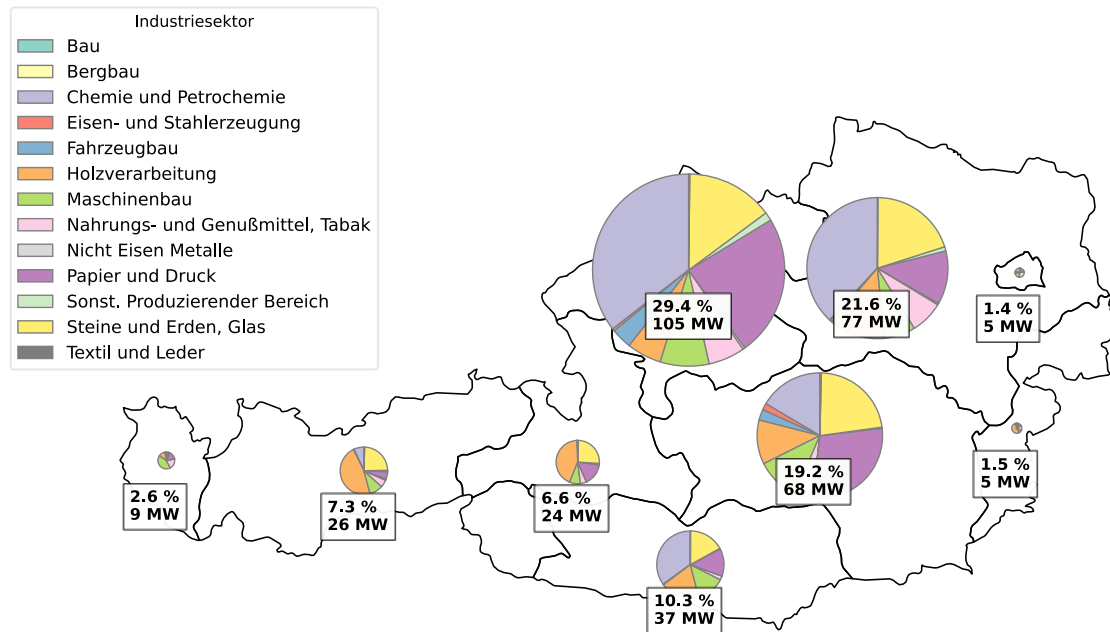 Industriesektor
Bau
Bergbau
Chemie und Petrochemie
Eisen- und Stahlerzeugung
Fahrzeugbau
Holzverarbeitung
Maschinenbau
Nahrungs- und Genußmittel, Tabak
Nicht Eisen Metalle
Papier und Druck
Sonst. Produzierender Bereich
Steine und Erden, Glas
Textil und Leder
29.4 %
105 MW
21.6 %
77 MW
1.4 %
5 MW
19.2 %
68 MW
1.5 %
5 MW
2.6 %
9 MW
7.3 %
26 MW
6.6 %
24 MW
10.3 %
37 MW